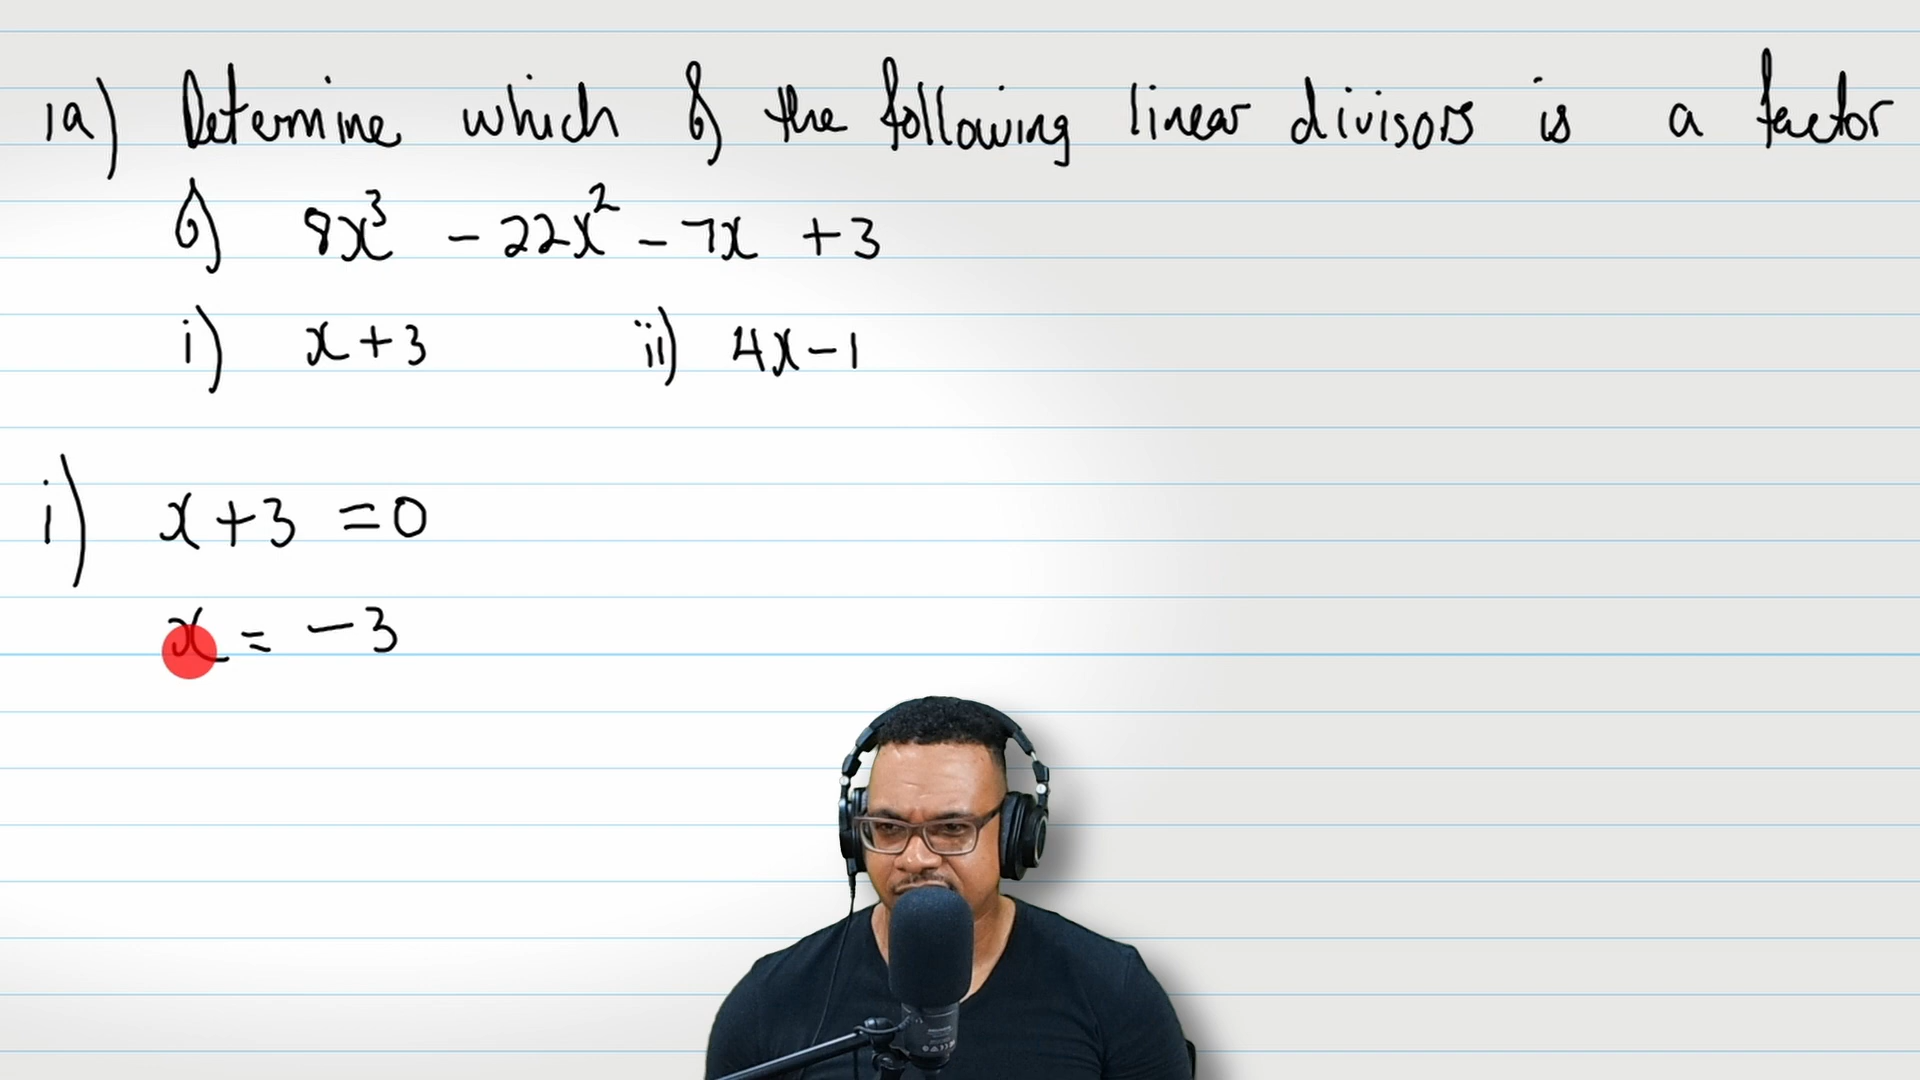 1a) Determine which of the following linear divisors is a factor
of 8x³ - 22x² - 7x + 3
i) x+3 ii) 4x-1
i) x+3 =0
x = -3